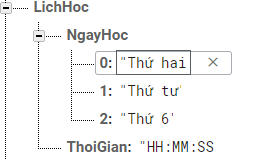 LichHoc
NgayHoc
0: "Thứ hai
1: "Thứ tư'
2: "Thứ 6'
ThoiGian: "HH:MM:SS